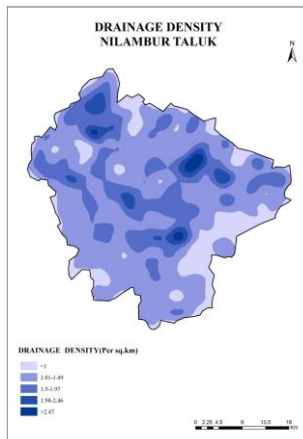 DRAINAGE DENSITY
NILAMBUR TALUK
N
DRAINAGE DENSITY(Per sq.km)
<1
1.01-1.49
1.5-1.97
1.98-2.46
>2.47
0 2.25 4.5 9 13.5 18
Km